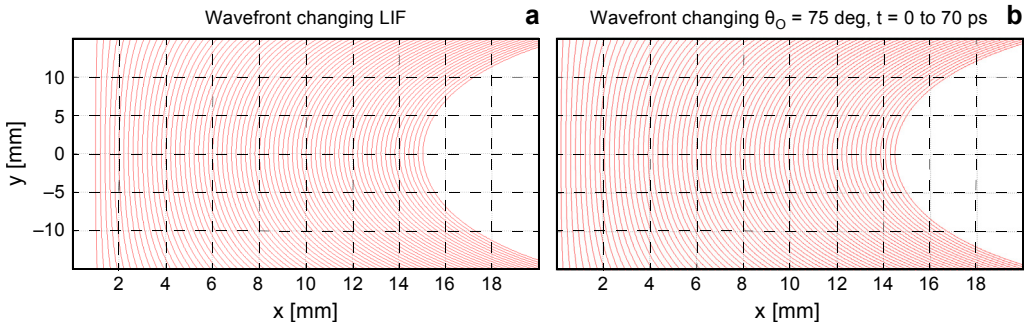 Wavefront changing LIF
a
10
5
0
−5
−10
y [mm]
2 4 6 8 10 12 14 16 18
x [mm]
Wavefront changing θO = 75 deg, t = 0 to 70 ps
b
2 4 6 8 10 12 14 16 18
x [mm]